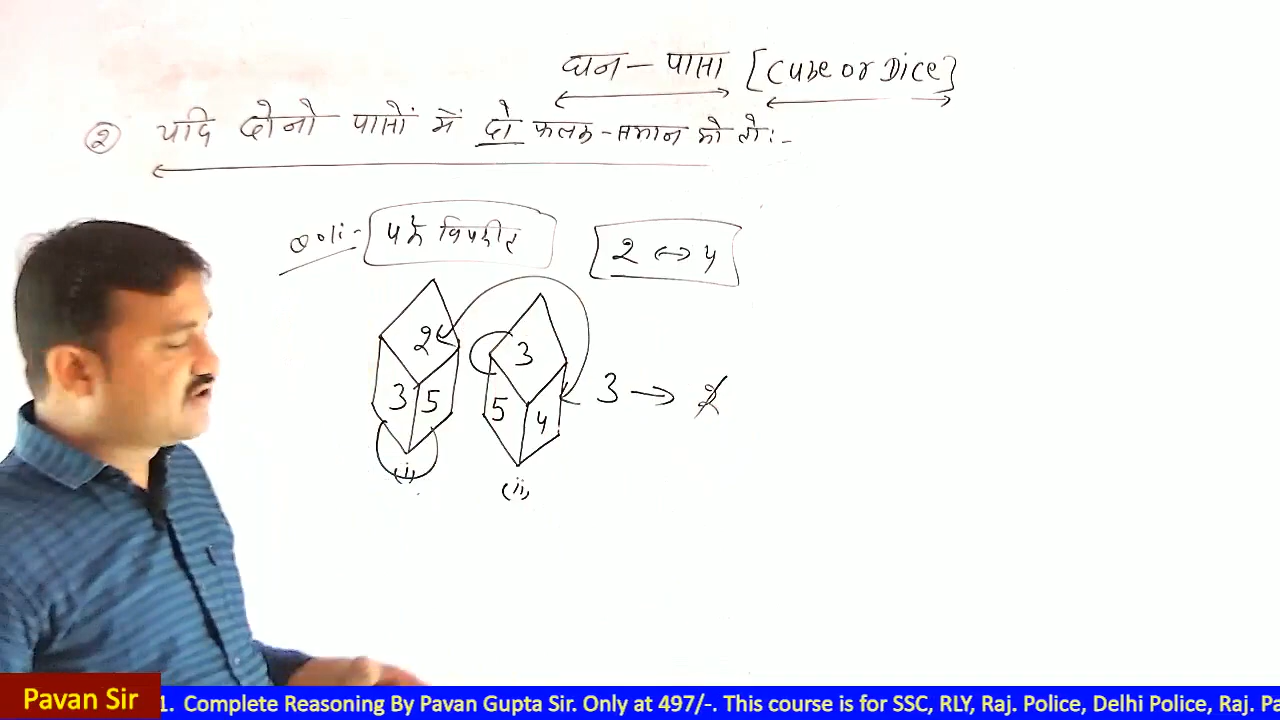 घन - पासा [Cube or Dice]
② यदि दोनो पासों में दो फलक - समान हो तो :-
4 के विपरीत
2 ↔ 4
2
3 5
(i)
3
5 4
(ii)
3 → 2
Pavan Sir
1. Complete Reasoning By Pavan Gupta Sir. Only at 497/-. This course is for SSC, RLY, Raj. Police, Delhi Police, Raj. Pa